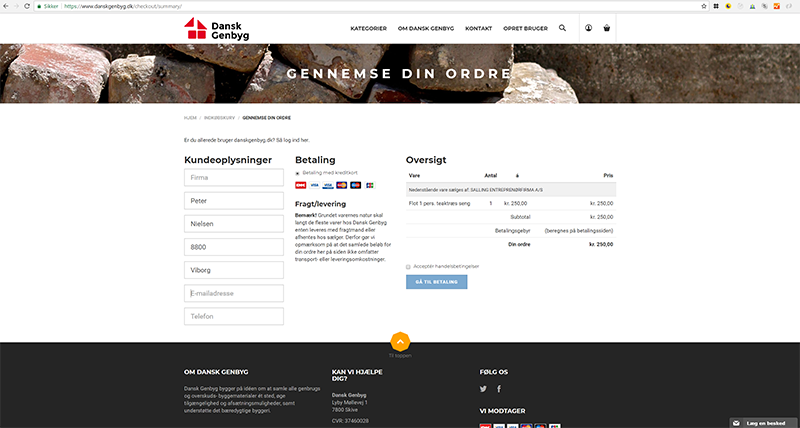 Sikker
https://www.danskgenbyg.dk/checkout/summary/
Dansk
Genbyg
KATEGORIER
OM DANSK GENBYG
KONTAKT
OPRET BRUGER
GENNEMSE DIN ORDRE
HJEM / INDKØBSKURV / GENNEMSE DIN ORDRE
Er du allerede bruger danskgenbyg.dk? Så log ind her.
Kundeoplysninger
Firma
Peter
Nielsen
8800
Viborg
E-mailadresse
Telefon
Betaling
Betaling med kreditkort
Fragt/levering
Bemærk! Grundet varernes natur skal
langt de fleste varer hos Dansk Genbyg
enten leveres med fragtmand eller
afhentes hos sælger. Derfor gør vi
opmærksom på at det samlede beløb for
din ordre her på siden ikke omfatter
transport- eller leveringsomkostninger.
Oversigt
Vare Antal á Pris
Nedenstående vare sælges af: SALLING ENTREPRENØRFIRMA A/S
Flot 1 pers. teaktræs seng 1 kr. 250,00 kr. 250,00
Subtotal kr. 250,00
Betalingsgebyr (beregnes på betalingssiden)
Din ordre kr. 250,00
Acceptér handelsbetingelser
GÅ TIL BETALING
Til toppen
OM DANSK GENBYG
Dansk Genbyg bygger på idéen om at samle alle genbrugs
og overskuds- byggematerialer ét sted, øge
tilgængelighed og afsætningsmuligheder, samt
understøtte det bæredygtige byggeri.
KAN VI HJÆLPE
DIG?
Dansk Genbyg
Lyby Møllevej 1
7800 Skive
CVR: 37460028
FØLG OS
VI MODTAGER
Læg en besked